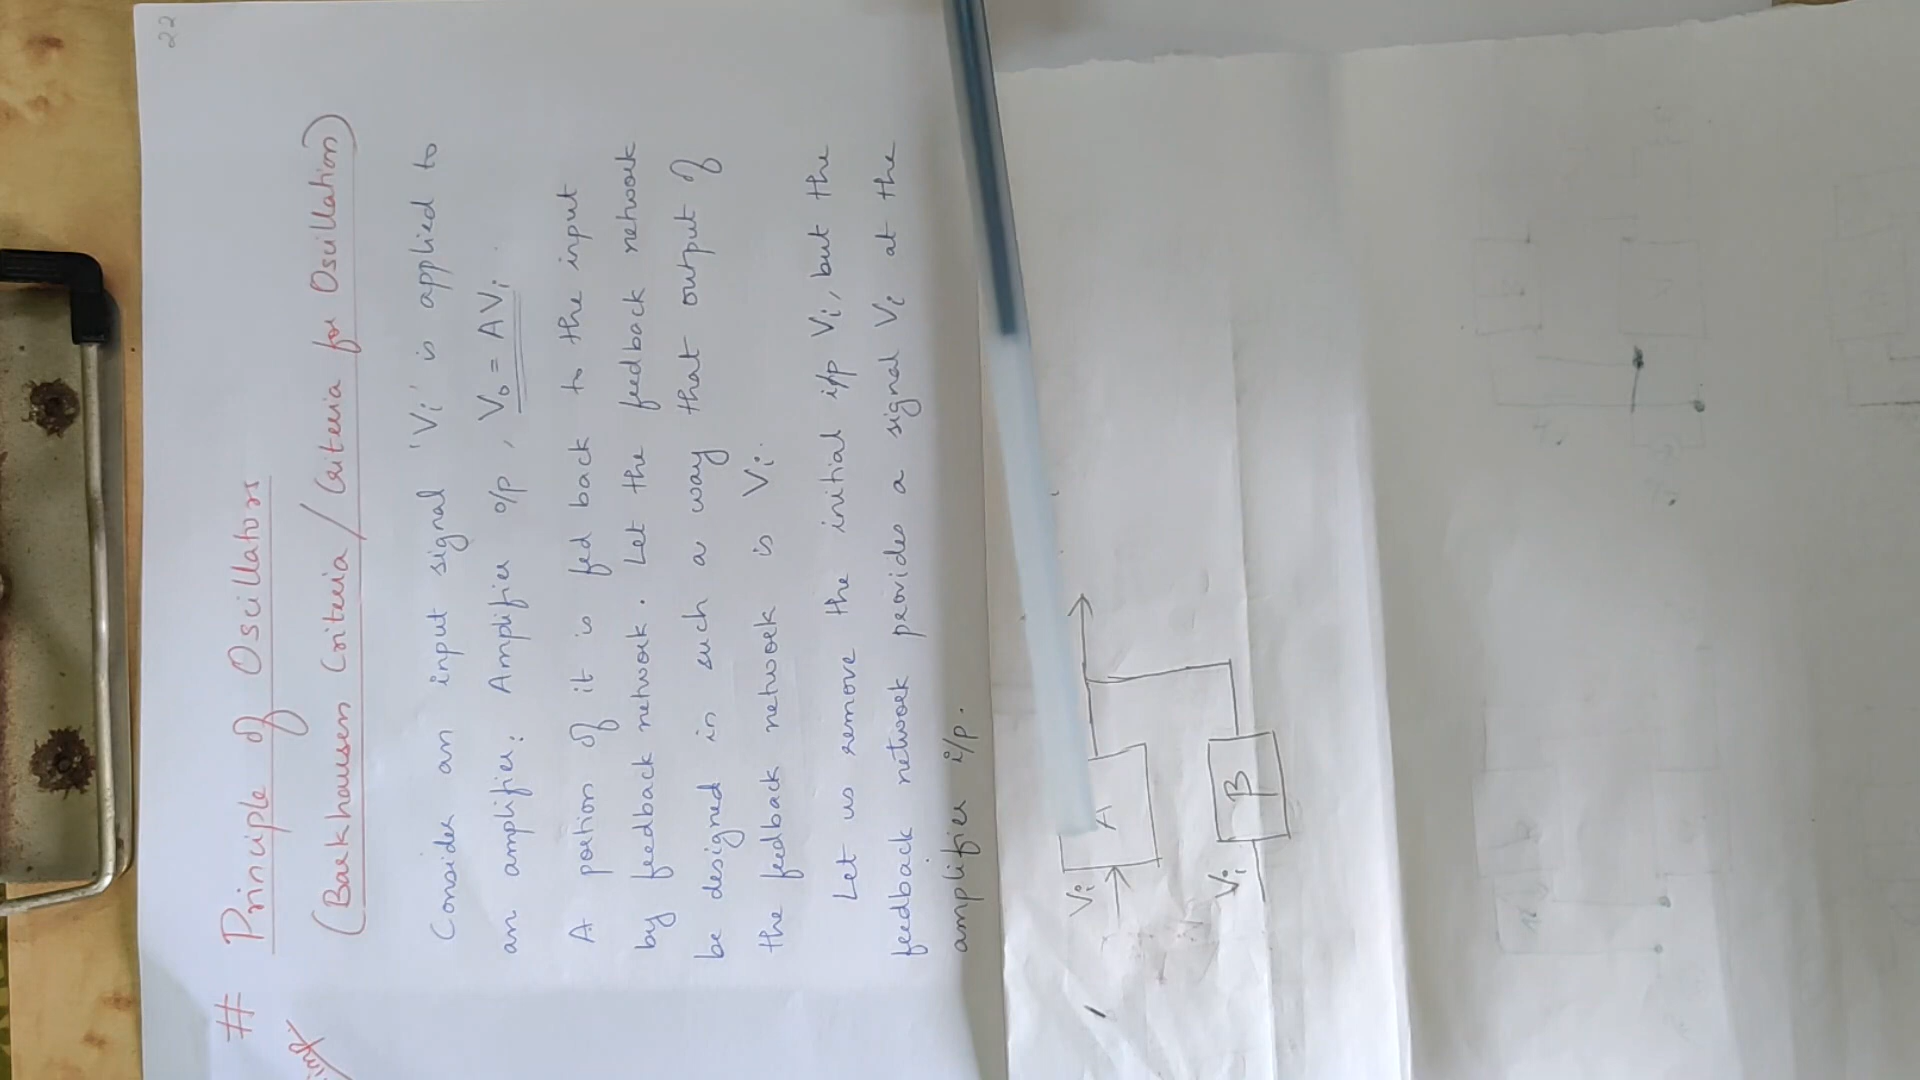 22
# Principle of Oscillators
(Barkhausen Criteria / Criteria for Oscillation)
Consider an input signal 'Vi' is applied to
an amplifier: Amplifier o/p, Vo = AVi.
A portion of it is fed back to the input
by feedback network. Let the feedback network
be designed in such a way that output of
the feedback network is Vi.
Let us remove the initial i/p Vi, but the
feedback network provides a signal Vi at the
amplifier i/p.
Vi
A
Vi
β